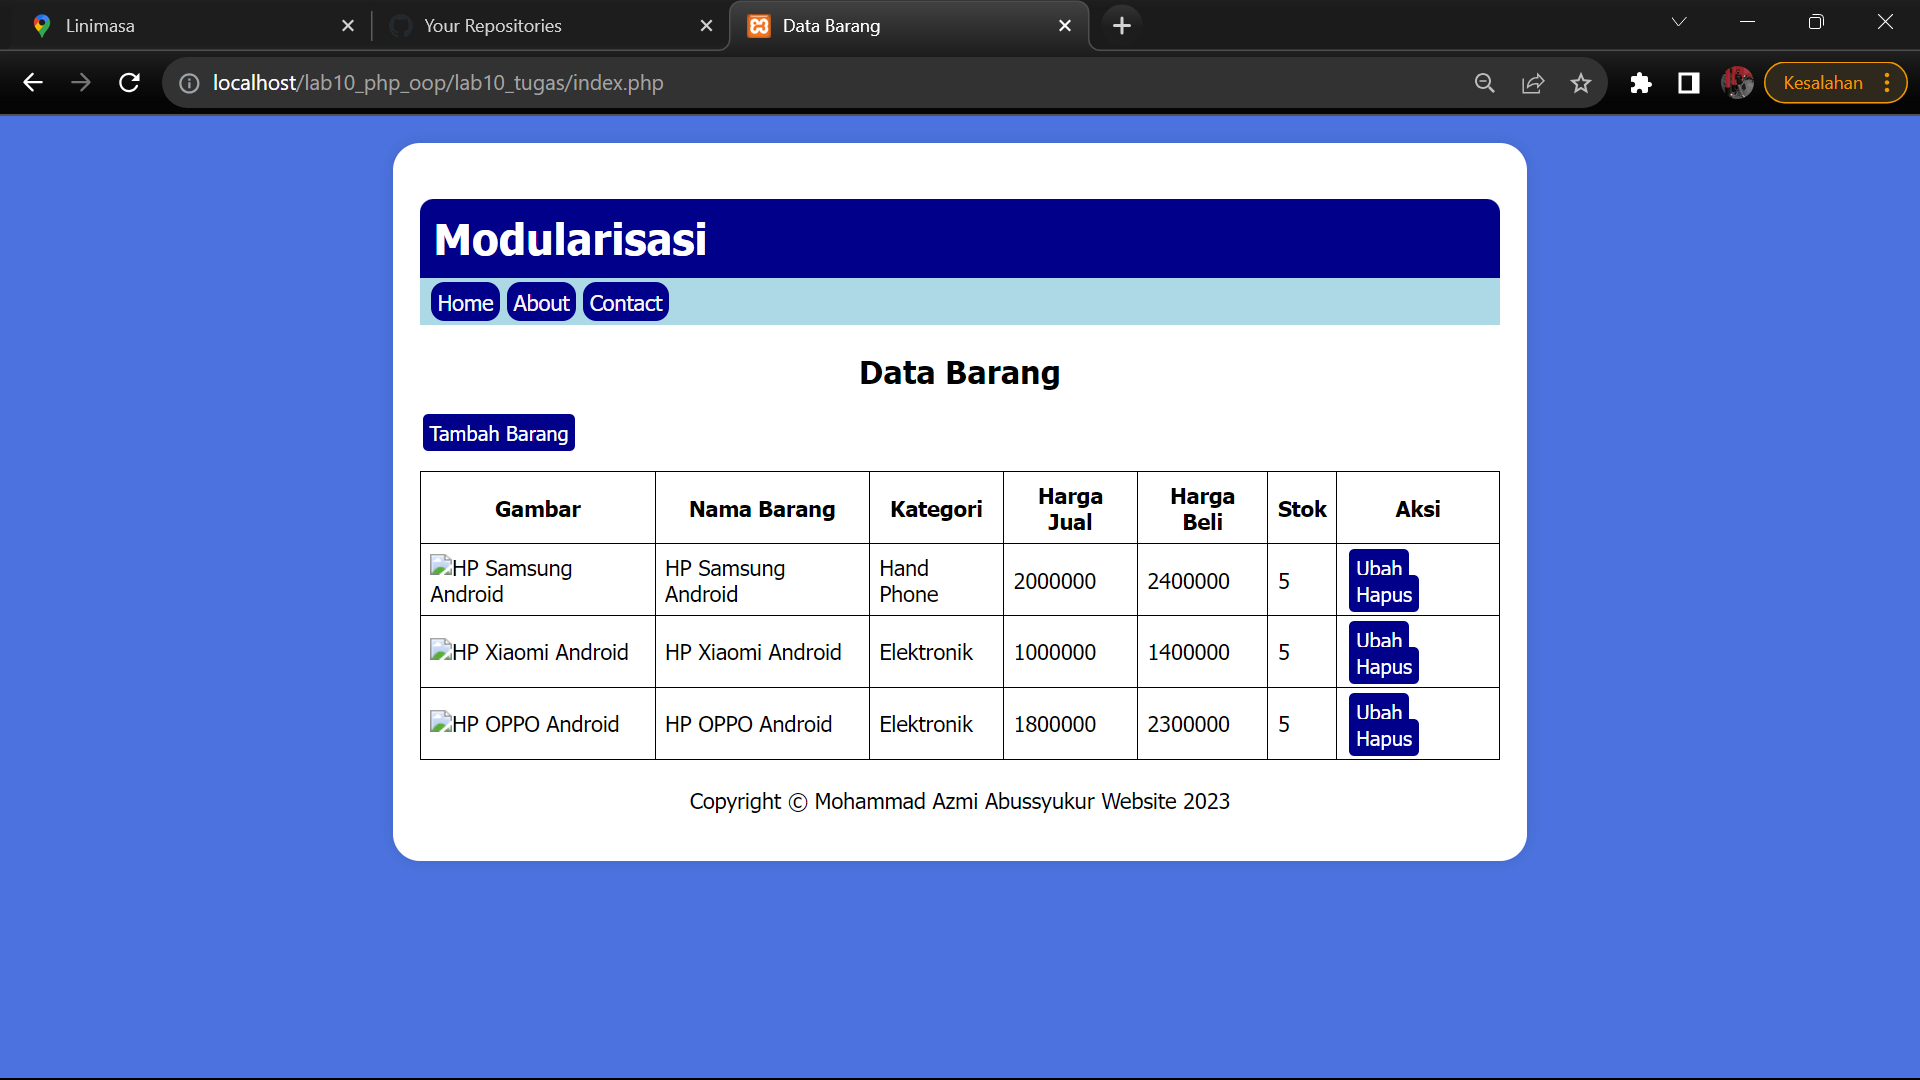 Linimasa
Your Repositories
Data Barang
localhost/lab10_php_oop/lab10_tugas/index.php
Kesalahan
Modularisasi
Home About Contact
Data Barang
Tambah Barang
Gambar Nama Barang Kategori Harga Jual Harga Beli Stok Aksi
HP Samsung Android HP Samsung Android Hand Phone 2000000 2400000 5 Ubah Hapus
HP Xiaomi Android HP Xiaomi Android Elektronik 1000000 1400000 5 Ubah Hapus
HP OPPO Android HP OPPO Android Elektronik 1800000 2300000 5 Ubah Hapus
Copyright © Mohammad Azmi Abussyukur Website 2023